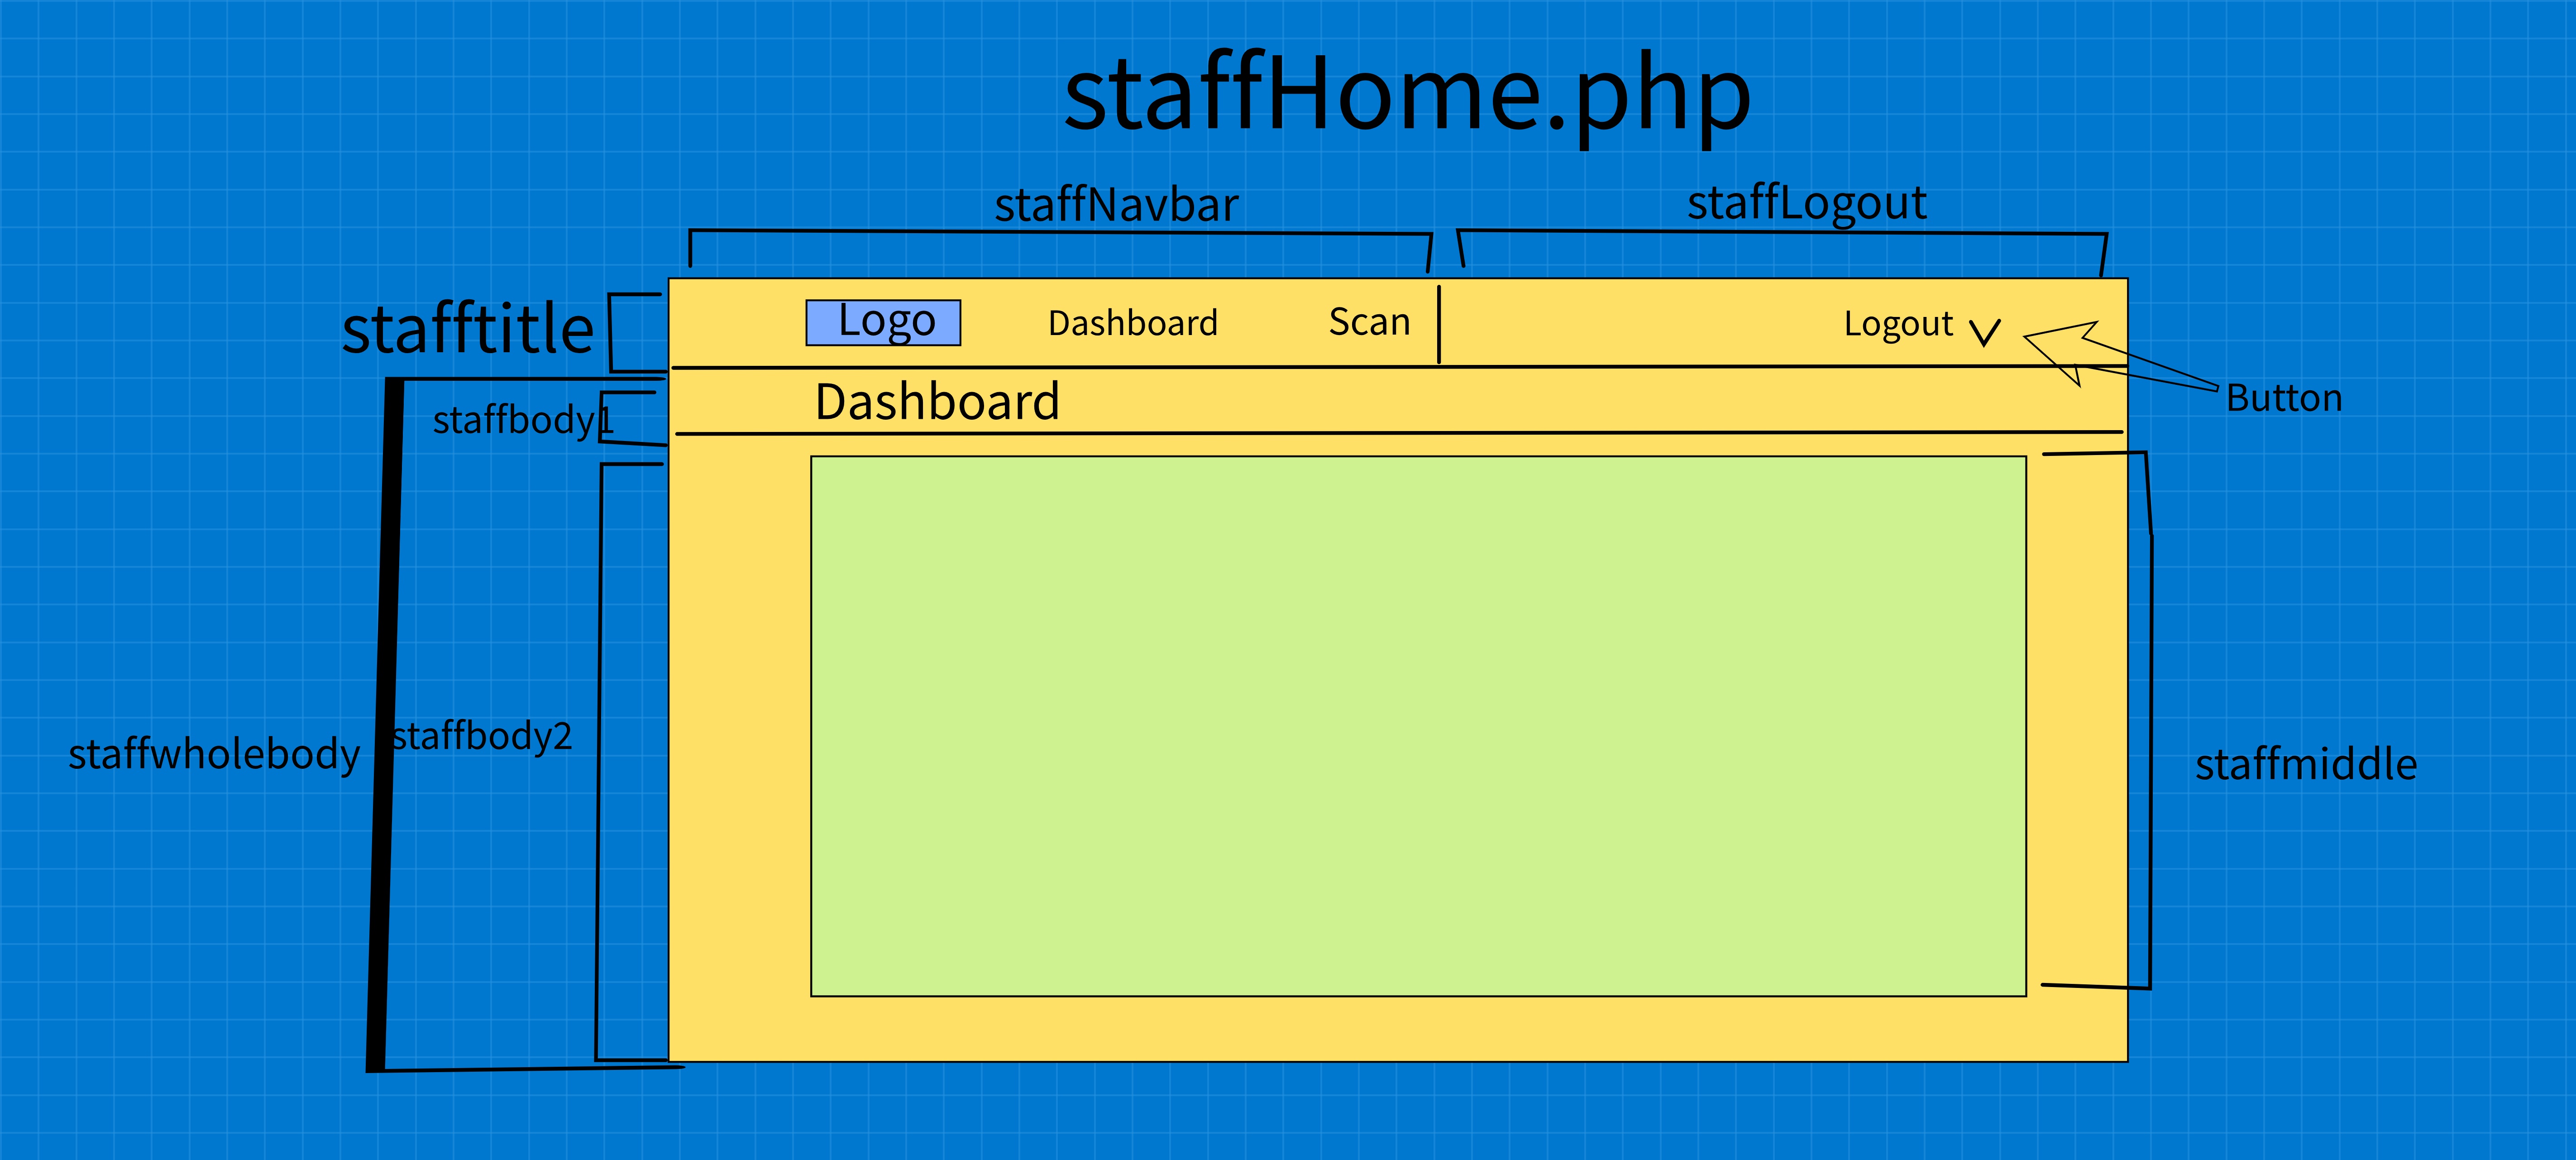 staffHome.php
staffNavbar
staffLogout
stafftitle
Logo
Dashboard
Scan
Logout
Button
staffbody1
Dashboard
staffwholebody
staffbody2
staffmiddle